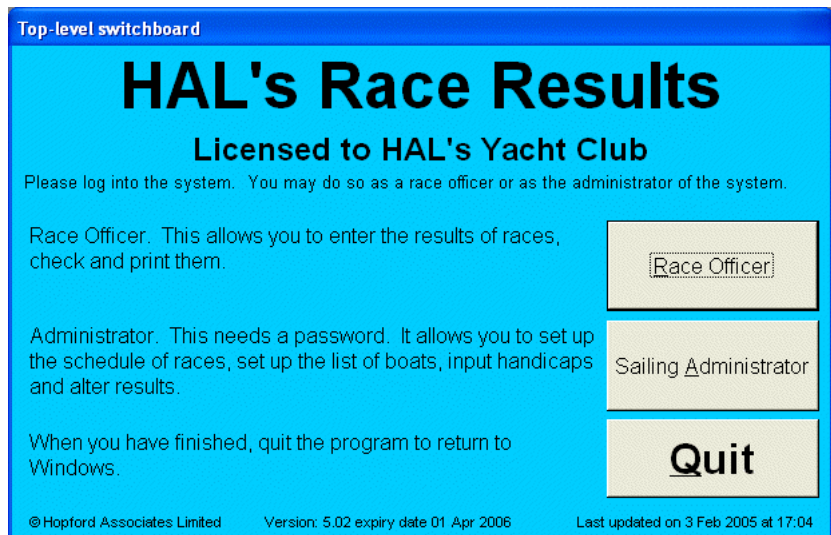 Top-level switchboard
HAL's Race Results
Licensed to HAL's Yacht Club
Please log into the system. You may do so as a race officer or as the administrator of the system.
Race Officer. This allows you to enter the results of races,
check and print them.
Race Officer
Administrator. This needs a password. It allows you to set up
the schedule of races, set up the list of boats, input handicaps
and alter results.
Sailing Administrator
When you have finished, quit the program to return to
Windows.
Quit
© Hopford Associates Limited Version: 5.02 expiry date 01 Apr 2006 Last updated on 3 Feb 2005 at 17:04